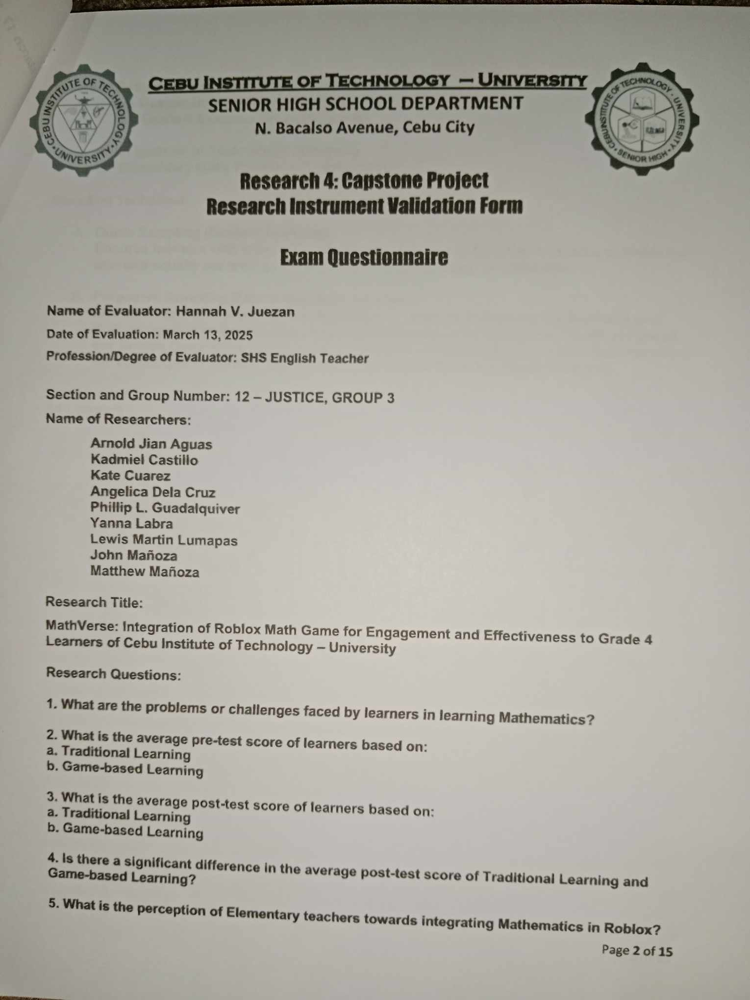 CEBU INSTITUTE OF TECHNOLOGY – UNIVERSITY
SENIOR HIGH SCHOOL DEPARTMENT
N. Bacalso Avenue, Cebu City
CEBU INSTITUTE OF TECHNOLOGY • UNIVERSITY •
CEBU INSTITUTE OF TECHNOLOGY - UNIVERSITY • SENIOR HIGH •
Research 4: Capstone Project
Research Instrument Validation Form
Exam Questionnaire
Name of Evaluator: Hannah V. Juezan
Date of Evaluation: March 13, 2025
Profession/Degree of Evaluator: SHS English Teacher
Section and Group Number: 12 – JUSTICE, GROUP 3
Name of Researchers:
Arnold Jian Aguas
Kadmiel Castillo
Kate Cuarez
Angelica Dela Cruz
Phillip L. Guadalquiver
Yanna Labra
Lewis Martin Lumapas
John Mañoza
Matthew Mañoza
Research Title:
MathVerse: Integration of Roblox Math Game for Engagement and Effectiveness to Grade 4
Learners of Cebu Institute of Technology – University
Research Questions:
1. What are the problems or challenges faced by learners in learning Mathematics?
2. What is the average pre-test score of learners based on:
a. Traditional Learning
b. Game-based Learning
3. What is the average post-test score of learners based on:
a. Traditional Learning
b. Game-based Learning
4. Is there a significant difference in the average post-test score of Traditional Learning and
Game-based Learning?
5. What is the perception of Elementary teachers towards integrating Mathematics in Roblox?
Page 2 of 15